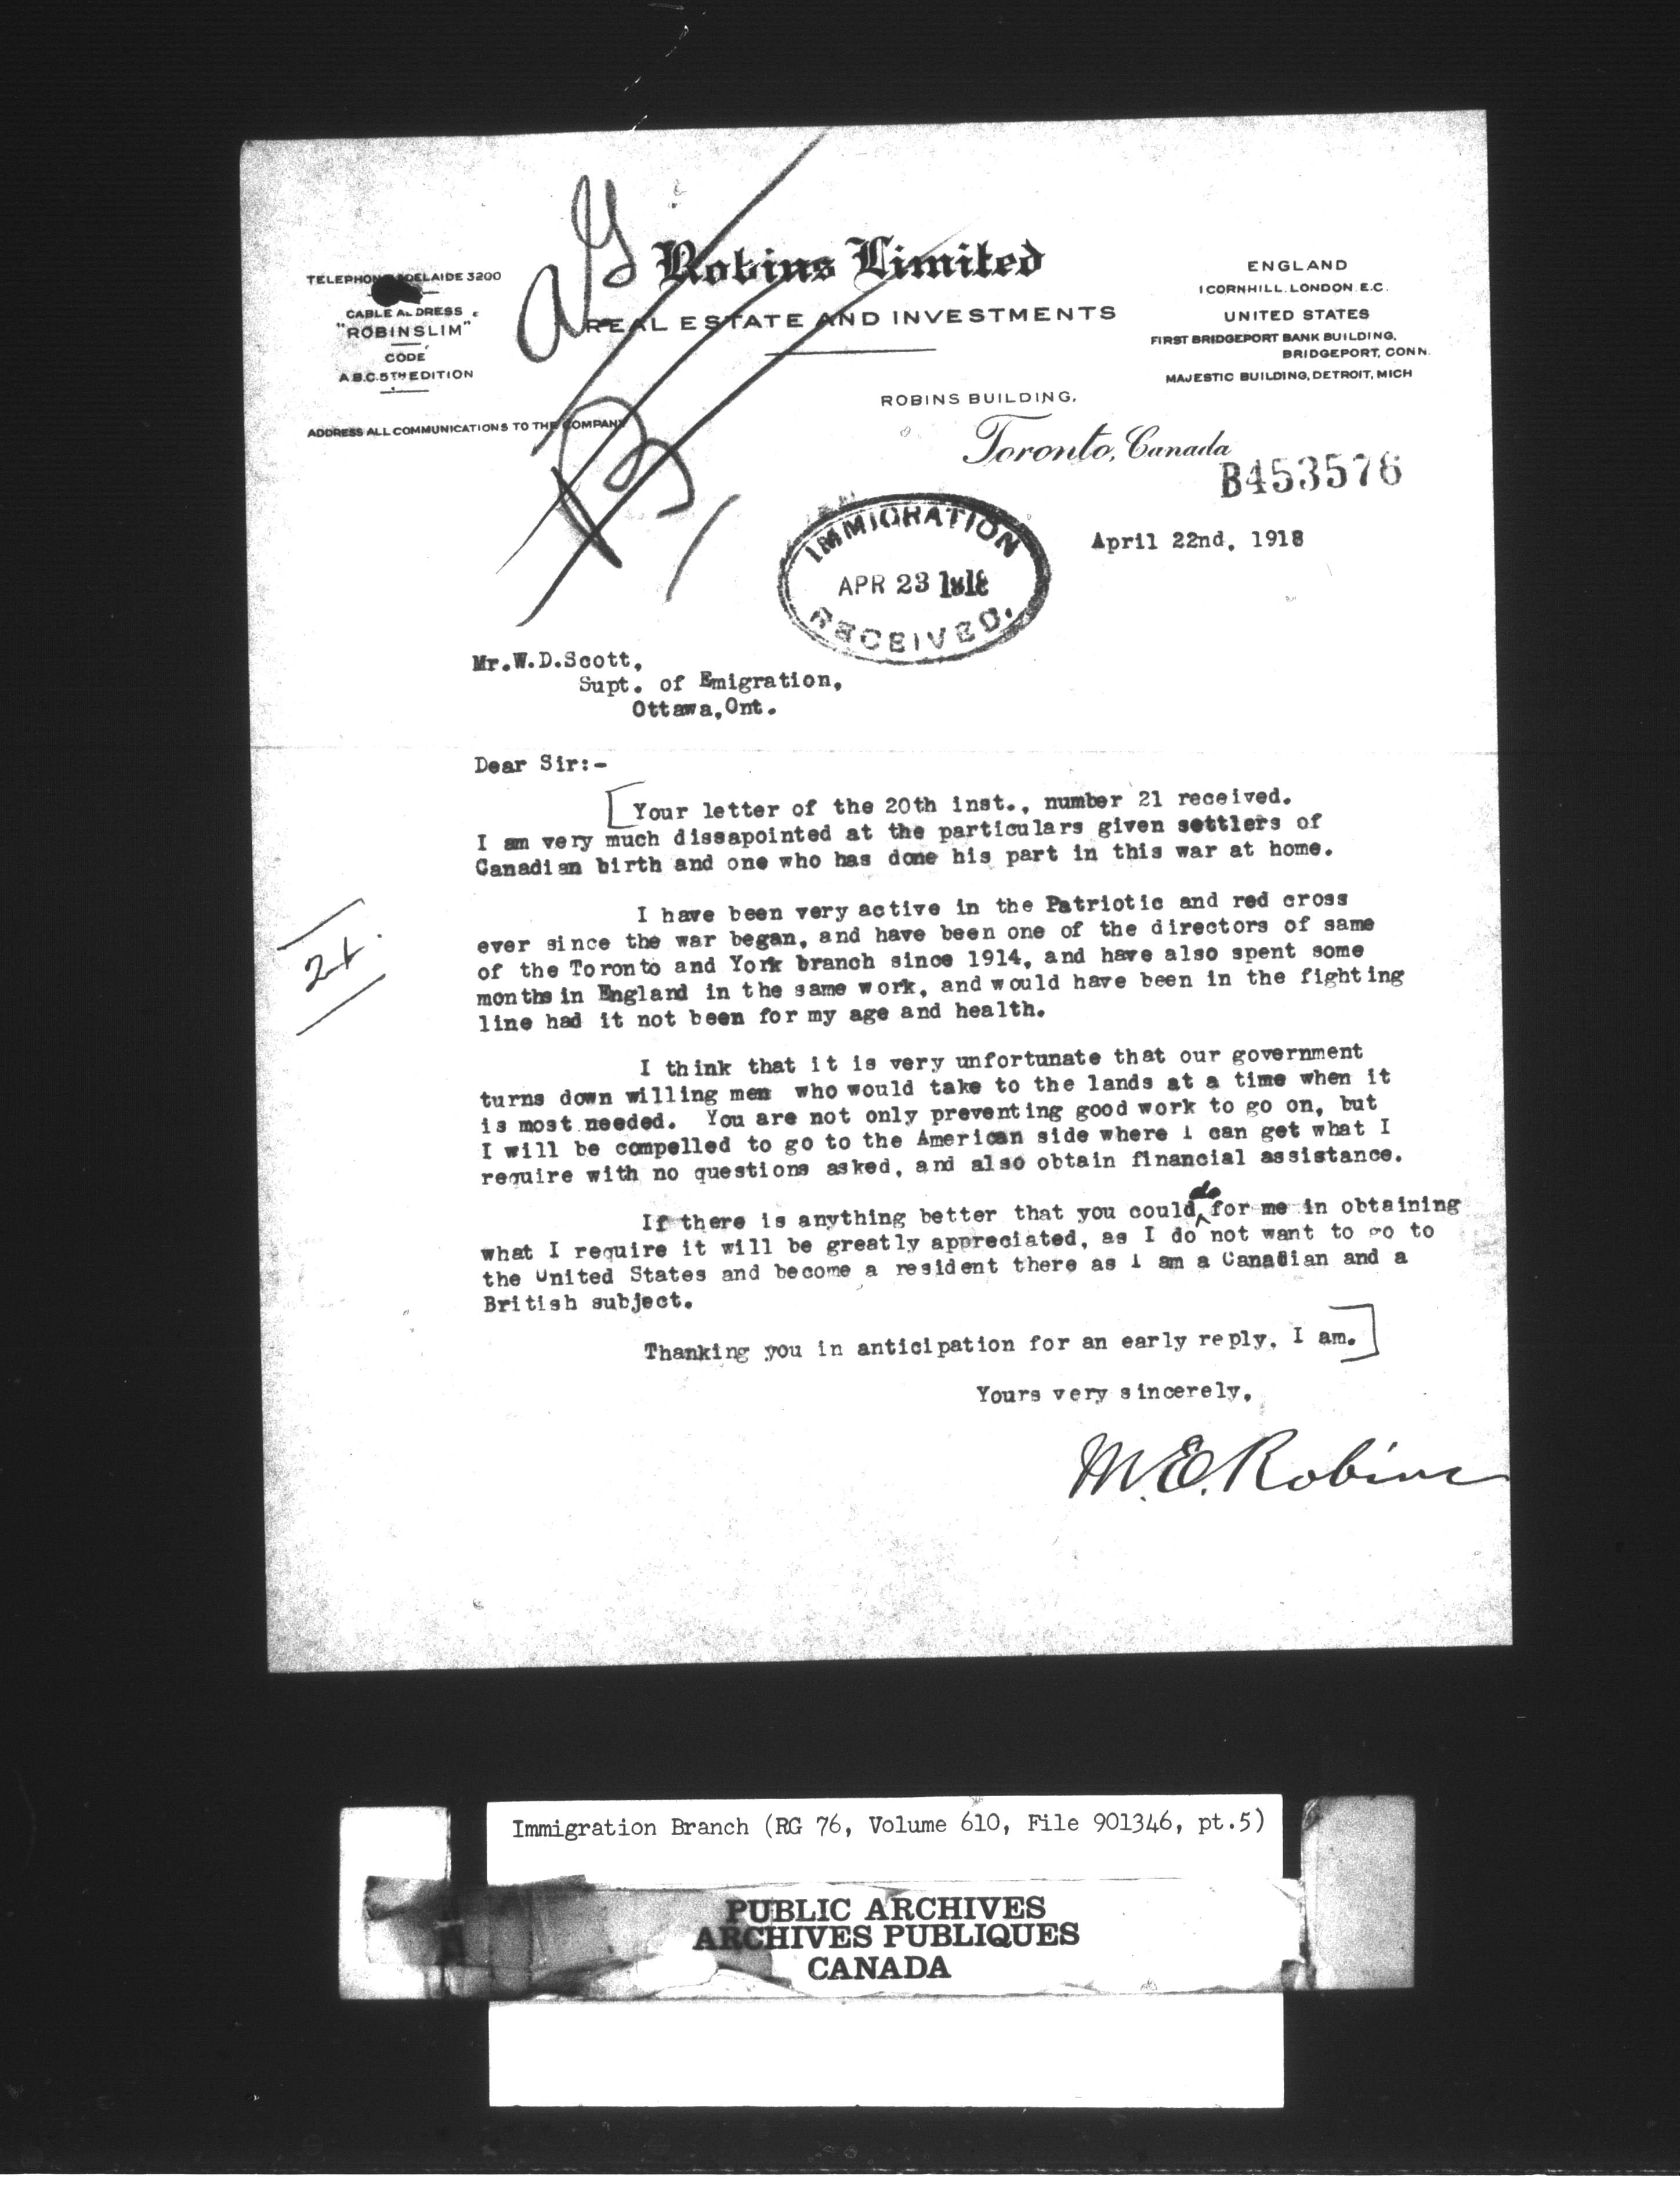 Robins Limited
REAL ESTATE AND INVESTMENTS
TELEPHONE ADELAIDE 3200
CABLE ADDRESS
"ROBINSLIM"
CODE
A.B.C. 5TH EDITION
ADDRESS ALL COMMUNICATIONS TO THE COMPANY
ENGLAND
1 CORNHILL. LONDON. E.C.
UNITED STATES
FIRST BRIDGEPORT BANK BUILDING,
BRIDGEPORT, CONN.
MAJESTIC BUILDING, DETROIT, MICH
ROBINS BUILDING,
Toronto, Canada
B453576
April 22nd, 1918
IMMIGRATION
APR 23 1918
RECEIVED.
Mr.W.D.Scott,
Supt. of Emigration,
Ottawa,Ont.
Dear Sir:-
Your letter of the 20th inst., number 21 received.
I am very much dissapointed at the particulars given settlers of
Canadian birth and one who has done his part in this war at home.
I have been very active in the Patriotic and red cross
ever since the war began, and have been one of the directors of same
of the Toronto and York branch since 1914, and have also spent some
months in England in the same work, and would have been in the fighting
line had it not been for my age and health.
I think that it is very unfortunate that our government
turns down willing men who would take to the lands at a time when it
is most needed. You are not only preventing good work to go on, but
I will be compelled to go to the American side where I can get what I
require with no questions asked, and also obtain financial assistance.
If there is anything better that you could do for me in obtaining
what I require it will be greatly appreciated, as I do not want to go to
the United States and become a resident there as I am a Canadian and a
British subject.
Thanking you in anticipation for an early reply, I am.
Yours very sincerely,
M.E. Robins
Immigration Branch (RG 76, Volume 610, File 901346, pt.5)
PUBLIC ARCHIVES
ARCHIVES PUBLIQUES
CANADA